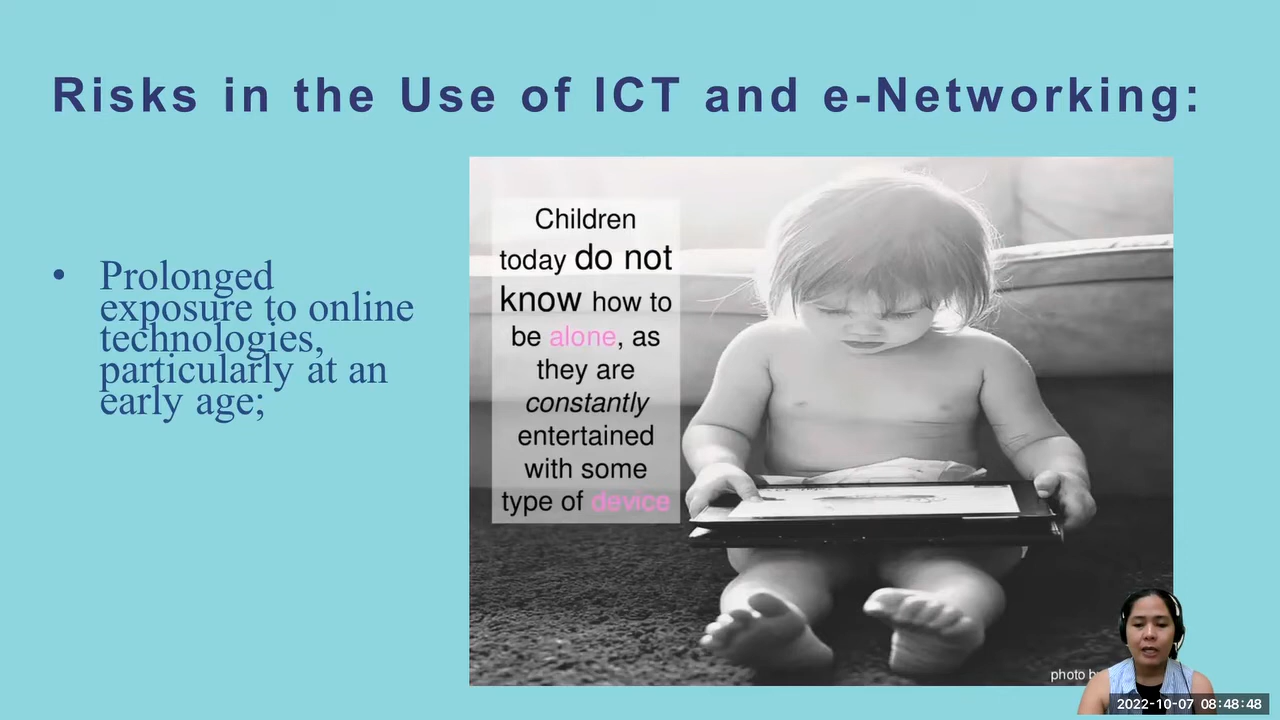 Risks in the Use of ICT and e-Networking:
• Prolonged
exposure to online
technologies,
particularly at an
early age;
Children
today do not
know how to
be alone, as
they are
constantly
entertained
with some
type of device
photo
2022-10-07 08:48:48